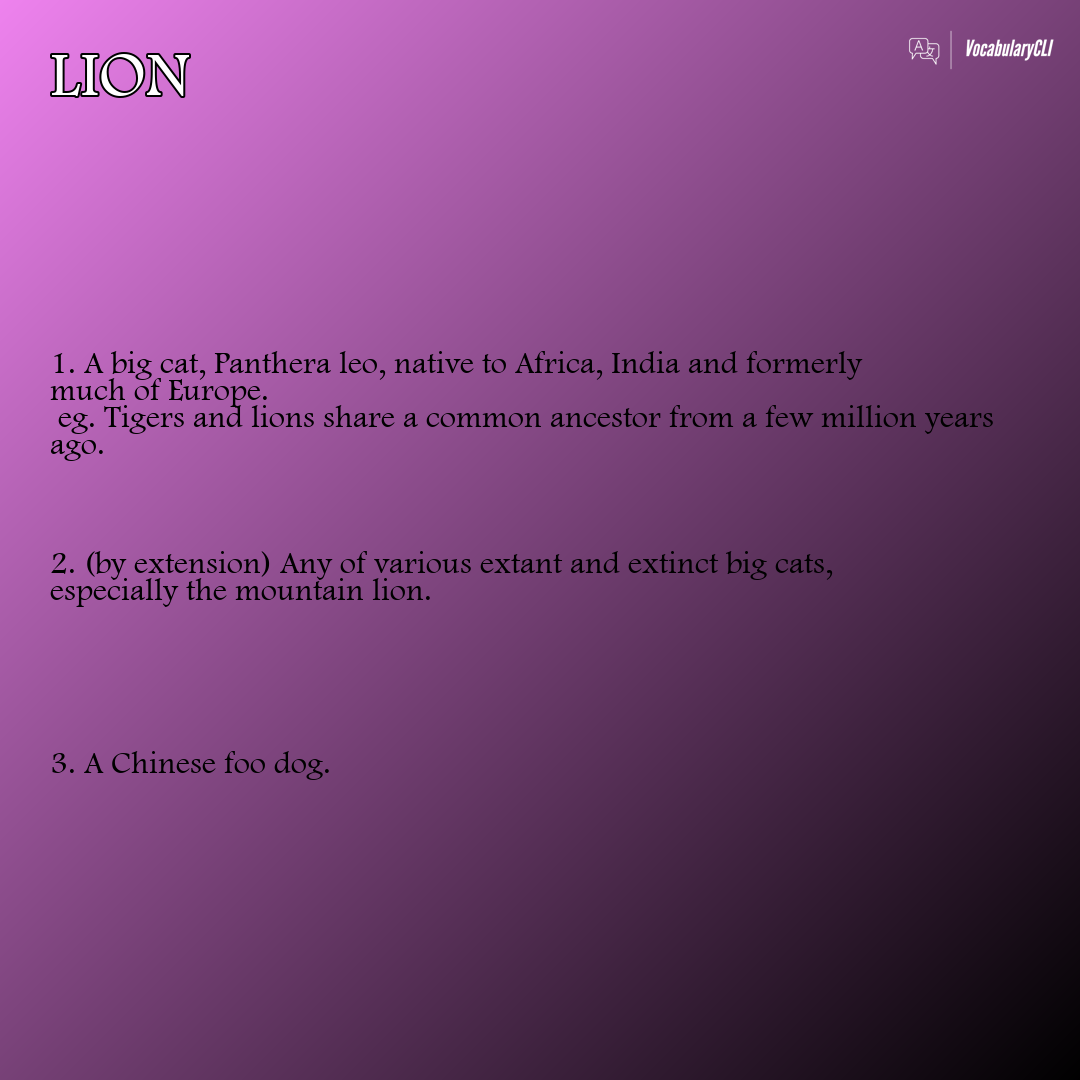 LION
VocabularyCLI
1. A big cat, Panthera leo, native to Africa, India and formerly
much of Europe.
eg. Tigers and lions share a common ancestor from a few million years
ago.
2. (by extension) Any of various extant and extinct big cats,
especially the mountain lion.
3. A Chinese foo dog.